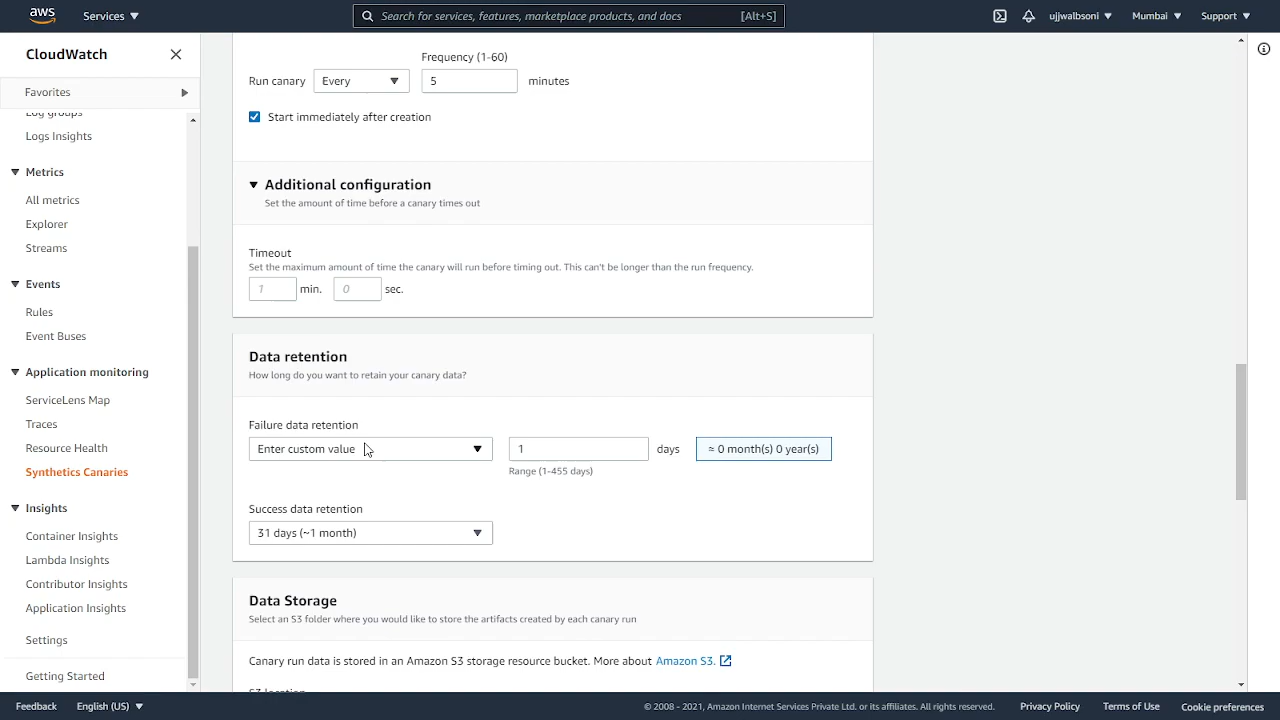 aws
Services
Search for services, features, marketplace products, and docs
[Alt+S]
ujjwalbsoni
Mumbai
Support
CloudWatch
Favorites
Log groups
Logs Insights
Metrics
All metrics
Explorer
Streams
Events
Rules
Event Buses
Application monitoring
ServiceLens Map
Traces
Resource Health
Synthetics Canaries
Insights
Container Insights
Lambda Insights
Contributor Insights
Application Insights
Settings
Getting Started
Frequency (1-60)
Run canary Every 5 minutes
Start immediately after creation
Additional configuration
Set the amount of time before a canary times out
Timeout
Set the maximum amount of time the canary will run before timing out. This can't be longer than the run frequency.
1 min. 0 sec.
Data retention
How long do you want to retain your canary data?
Failure data retention
Enter custom value 1 days ≈ 0 month(s) 0 year(s)
Range (1-455 days)
Success data retention
31 days (~1 month)
Data Storage
Select an S3 folder where you would like to store the artifacts created by each canary run
Canary run data is stored in an Amazon S3 storage resource bucket. More about Amazon S3.
S3 location
Feedback English (US) © 2008 - 2021, Amazon Internet Services Private Ltd. or its affiliates. All rights reserved. Privacy Policy Terms of Use Cookie preferences